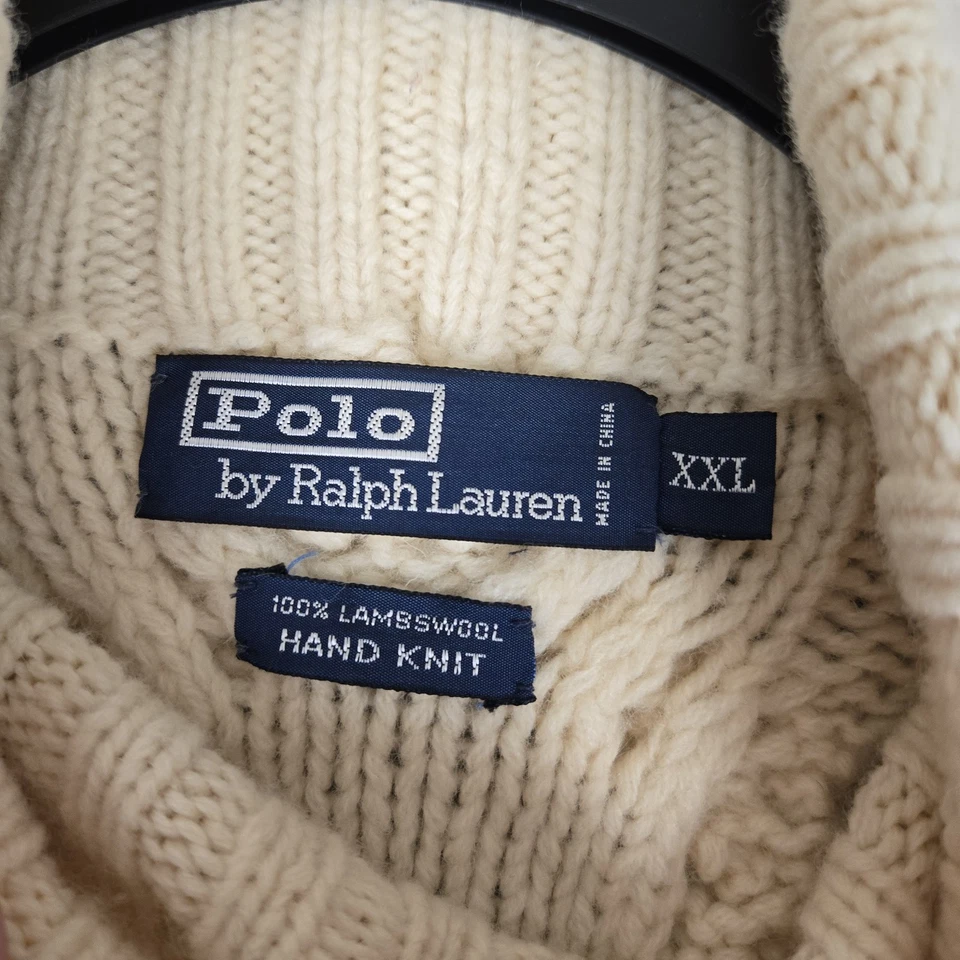 Polo
by Ralph Lauren
MADE IN CHINA
XXL
100% LAMBSWOOL
HAND KNIT